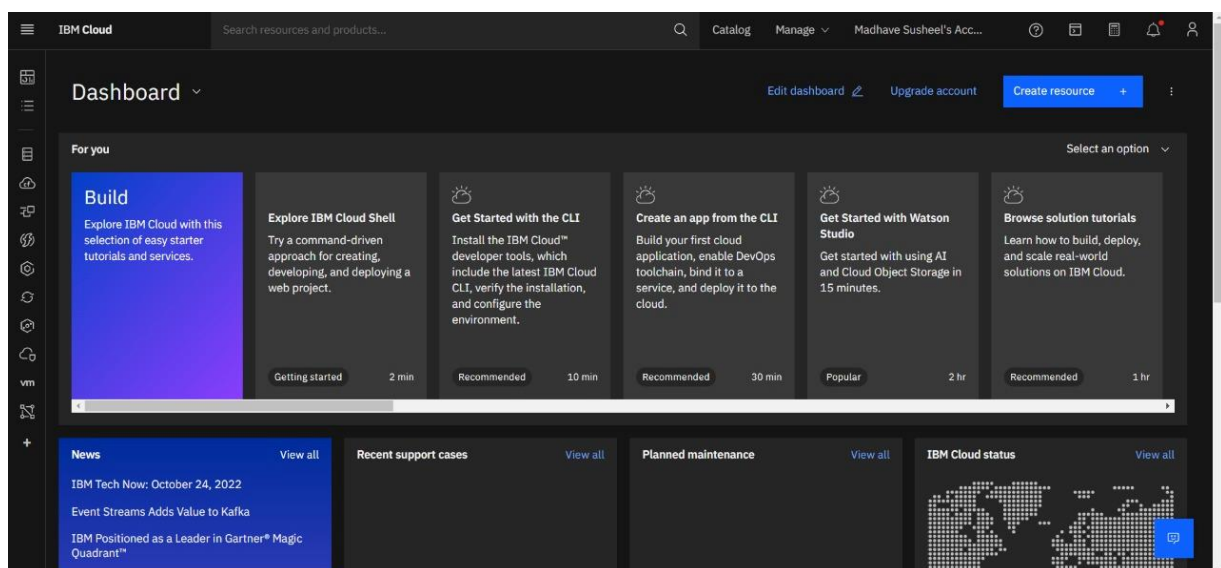 IBM Cloud
Search resources and products...
Catalog
Manage
Madhave Susheel's Acc...
Dashboard
Edit dashboard
Upgrade account
Create resource +
For you
Select an option
Build
Explore IBM Cloud with this
selection of easy starter
tutorials and services.
Explore IBM Cloud Shell
Try a command-driven
approach for creating,
developing, and deploying a
web project.
Getting started
2 min
Get Started with the CLI
Install the IBM Cloud™
developer tools, which
include the latest IBM Cloud
CLI, verify the installation,
and configure the
environment.
Recommended
10 min
Create an app from the CLI
Build your first cloud
application, enable DevOps
toolchain, bind it to a
service, and deploy it to the
cloud.
Recommended
30 min
Get Started with Watson
Studio
Get started with using AI
and Cloud Object Storage in
15 minutes.
Popular
2 hr
Browse solution tutorials
Learn how to build, deploy,
and scale real-world
solutions on IBM Cloud.
Recommended
1 hr
vm
News
View all
IBM Tech Now: October 24, 2022
Event Streams Adds Value to Kafka
IBM Positioned as a Leader in Gartner® Magic
Quadrant™
Recent support cases
View all
Planned maintenance
View all
IBM Cloud status
View all